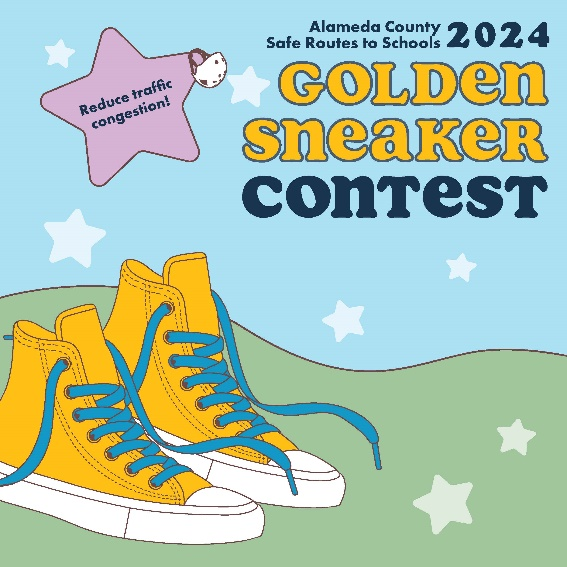 Alameda County
Safe Routes to Schools 2024
GOLDEN
SNEAKER
CONTEST
Reduce traffic
congestion!